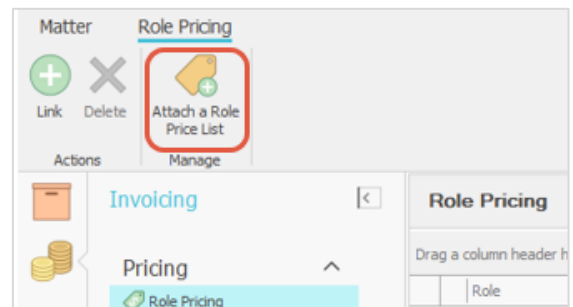 Matter Role Pricing
Link Delete Attach a Role
Price List
Actions Manage
Invoicing
Role Pricing
Pricing
Drag a column header h
Role Pricing
Role